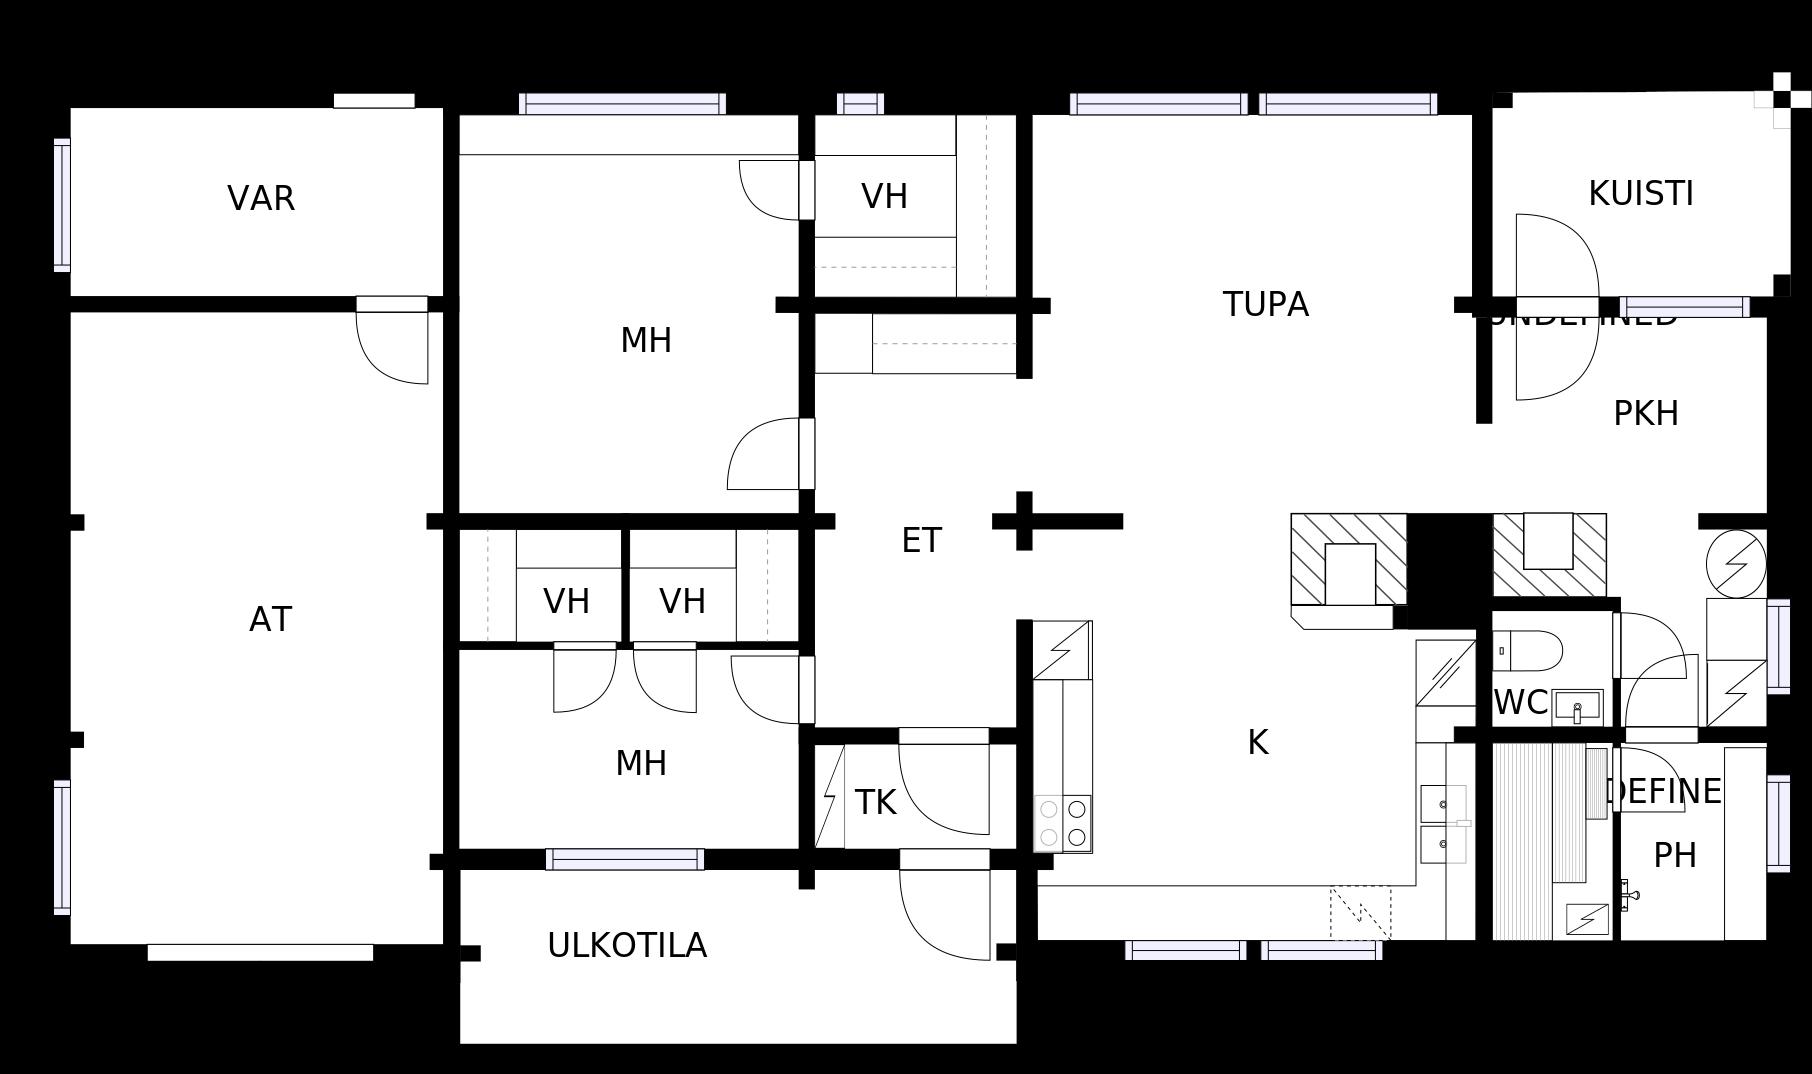 VAR
VH
KUISTI
TUPA
UNDEFINED
MH
PKH
ET
VH
VH
AT
WC
K
MH
DEFINE
TK
PH
ULKOTILA